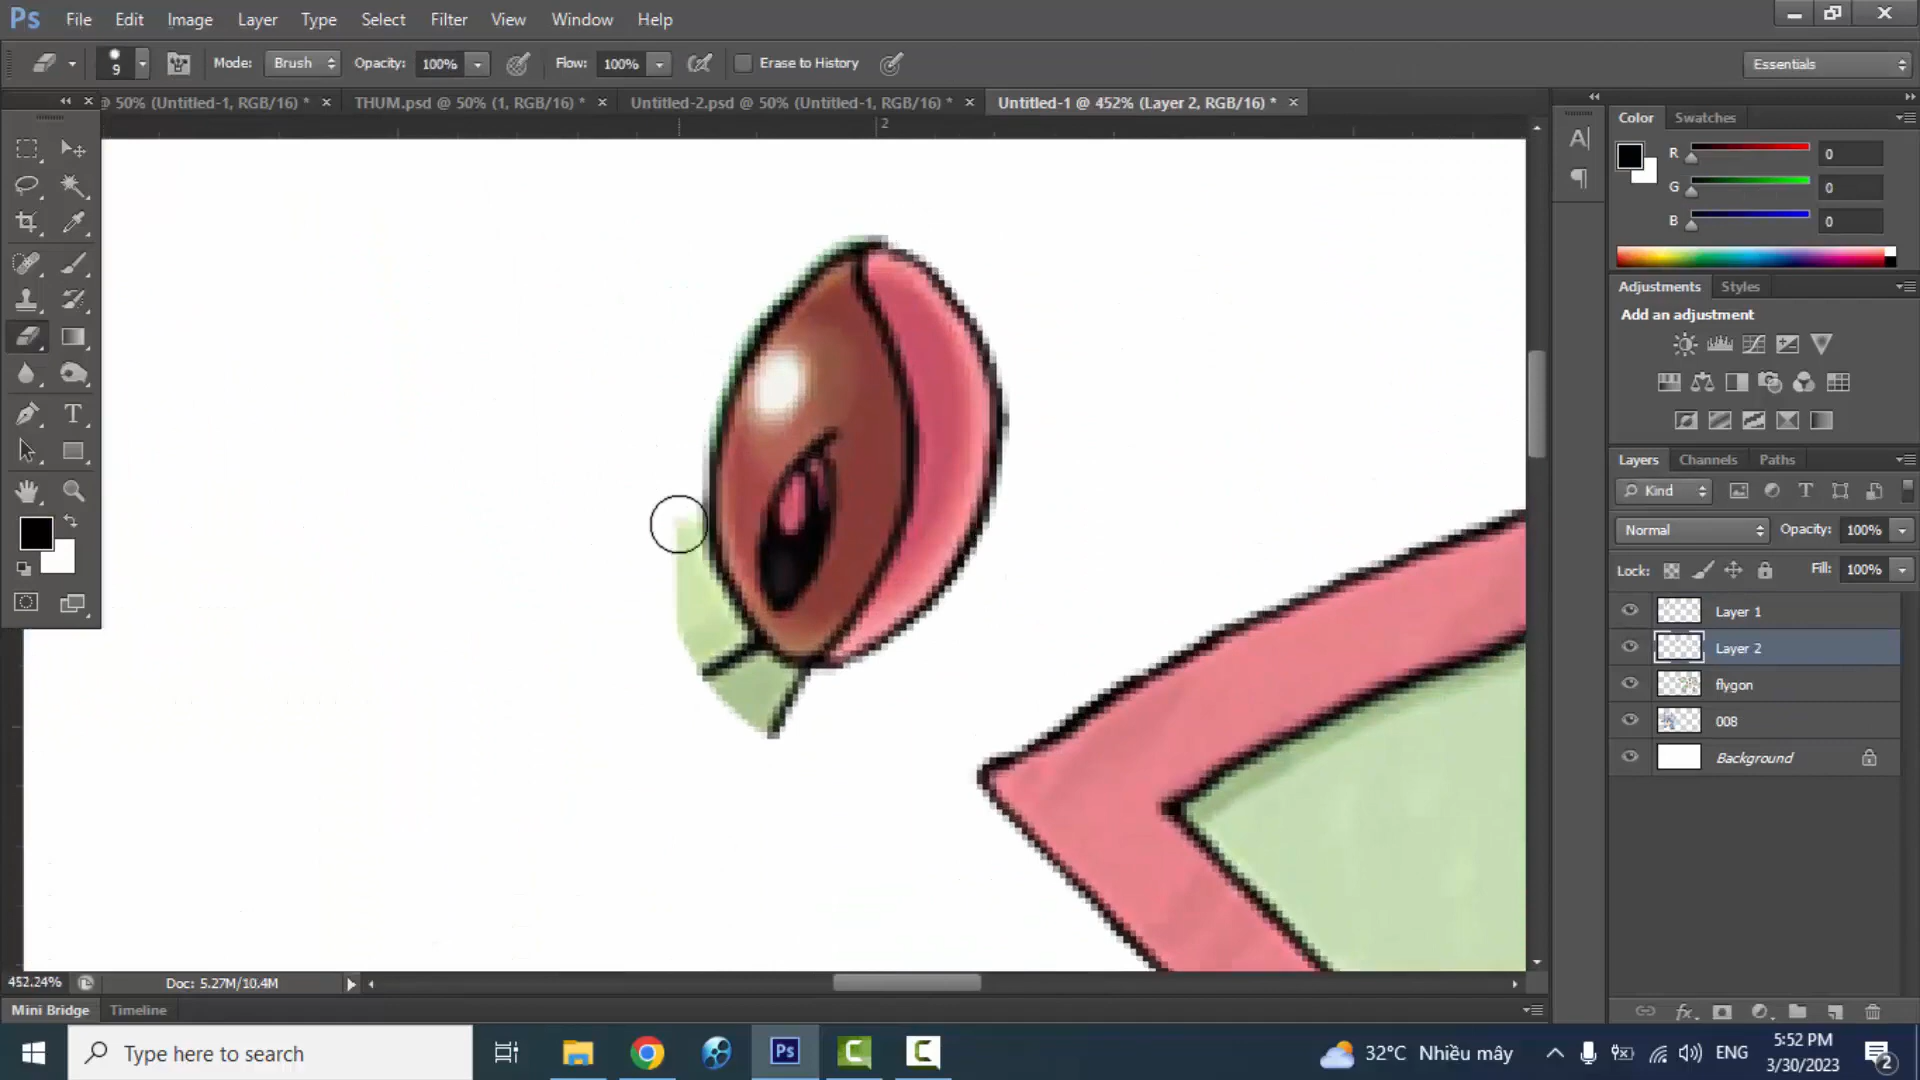 Ps File Edit Image Layer Type Select Filter View Window Help
9 Mode: Brush Opacity: 100% Flow: 100% Erase to History Essentials
@ 50% (Untitled-1, RGB/16) * × THUM.psd @ 50% (1, RGB/16) * × Untitled-2.psd @ 50% (Untitled-1, RGB/16) * × Untitled-1 @ 452% (Layer 2, RGB/16) * ×
2
Color Swatches
R 0
G 0
B 0
Adjustments Styles
Add an adjustment
Layers Channels Paths
Kind
Normal Opacity: 100%
Lock: Fill: 100%
Layer 1
Layer 2
flygon
008
Background
452.24% Doc: 5.27M/10.4M
Mini Bridge Timeline
Type here to search Ps 32°C Nhiều mây ENG 5:52 PM
3/30/2023 2